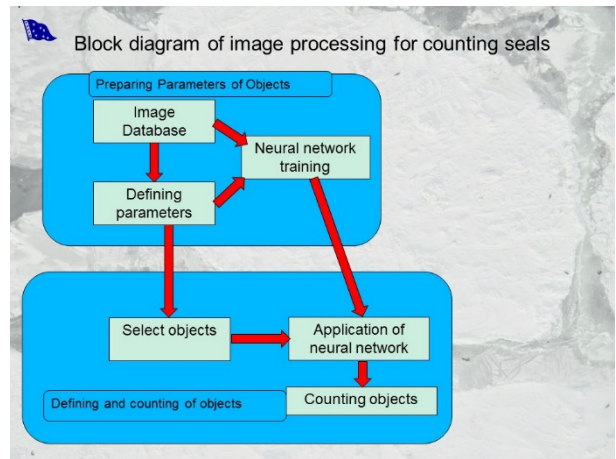 Block diagram of image processing for counting seals
Preparing Parameters of Objects
Image
Database
Neural network
training
Defining
parameters
Select objects
Application of
neural network
Defining and counting of objects
Counting objects